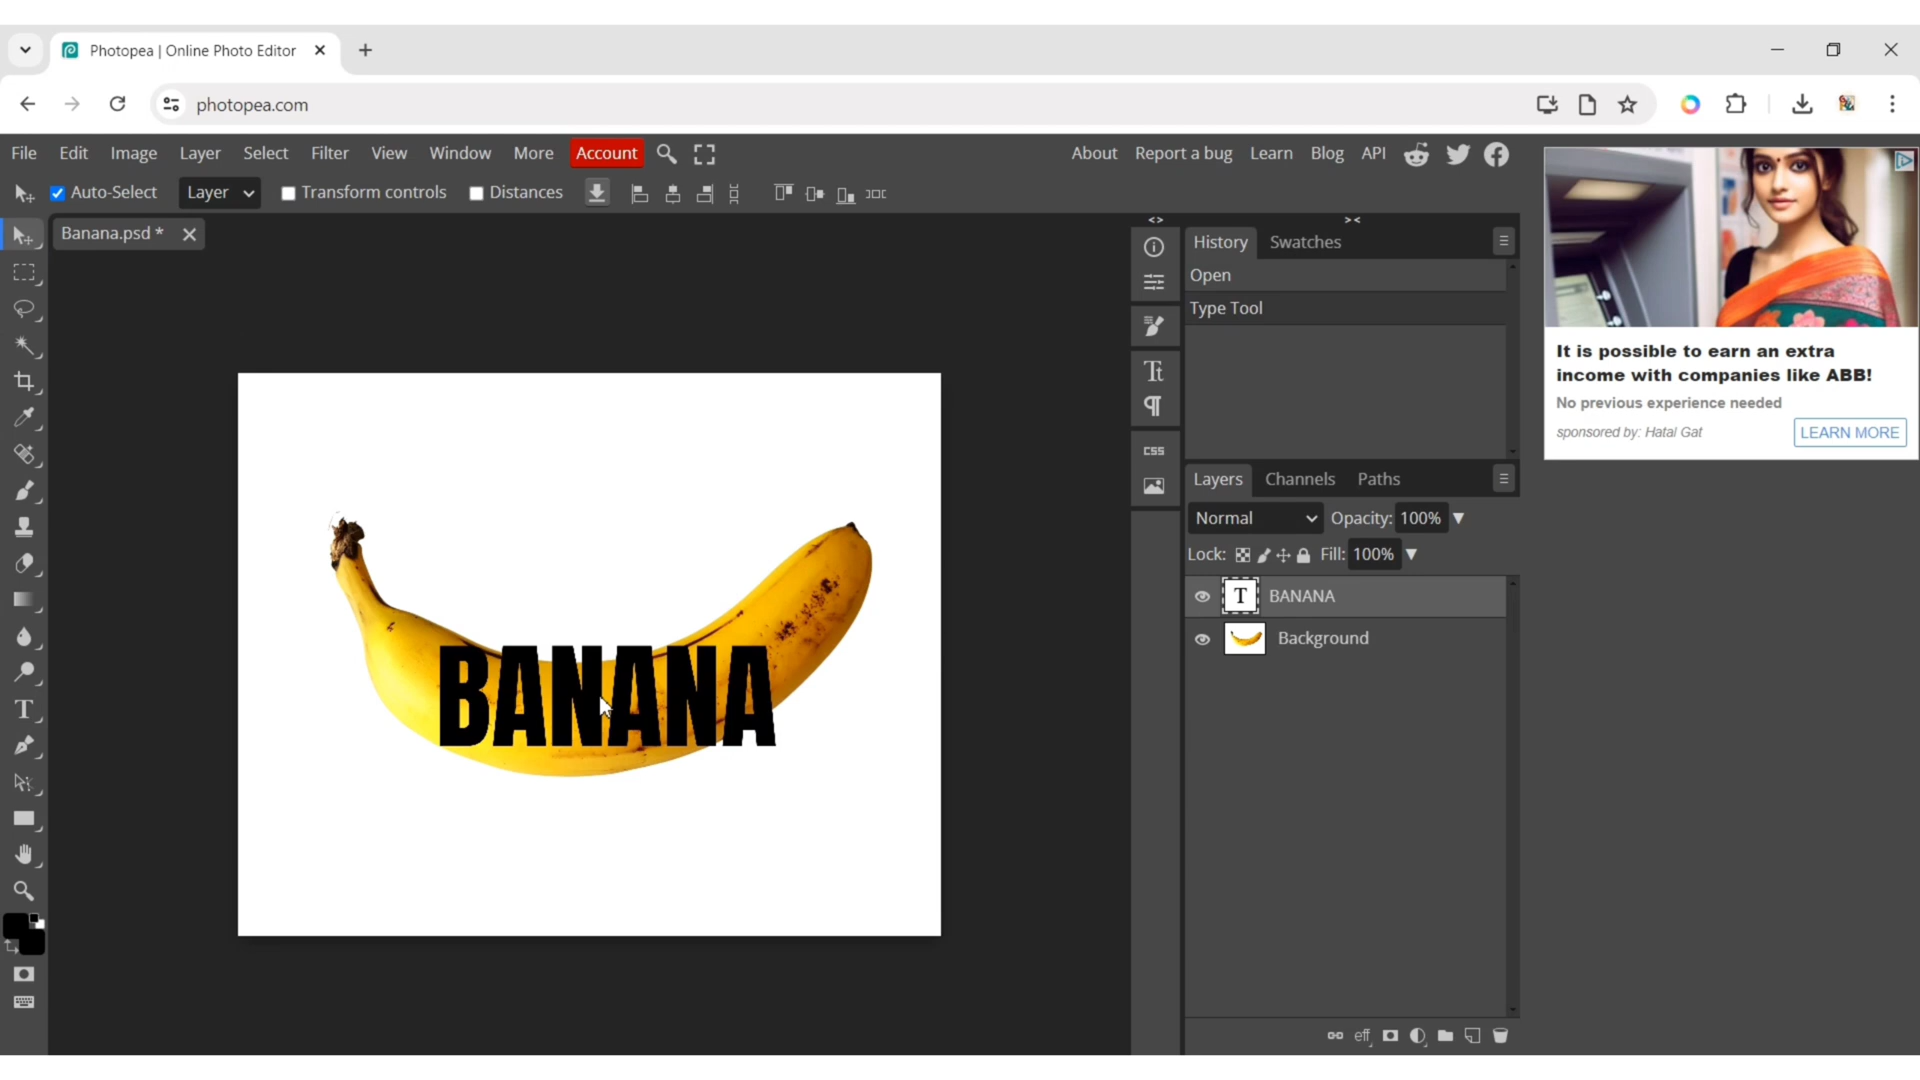 Photopea | Online Photo Editor
photopea.com
File Edit Image Layer Select Filter View Window More Account
About Report a bug Learn Blog API
Auto-Select Layer Transform controls Distances
Banana.psd *
History Swatches
Open
Type Tool
CSS
Layers Channels Paths
Normal Opacity: 100%
Lock: Fill: 100%
T BANANA
Background
eff
BANANA
It is possible to earn an extra
income with companies like ABB!
No previous experience needed
sponsored by: Hatal Gat LEARN MORE